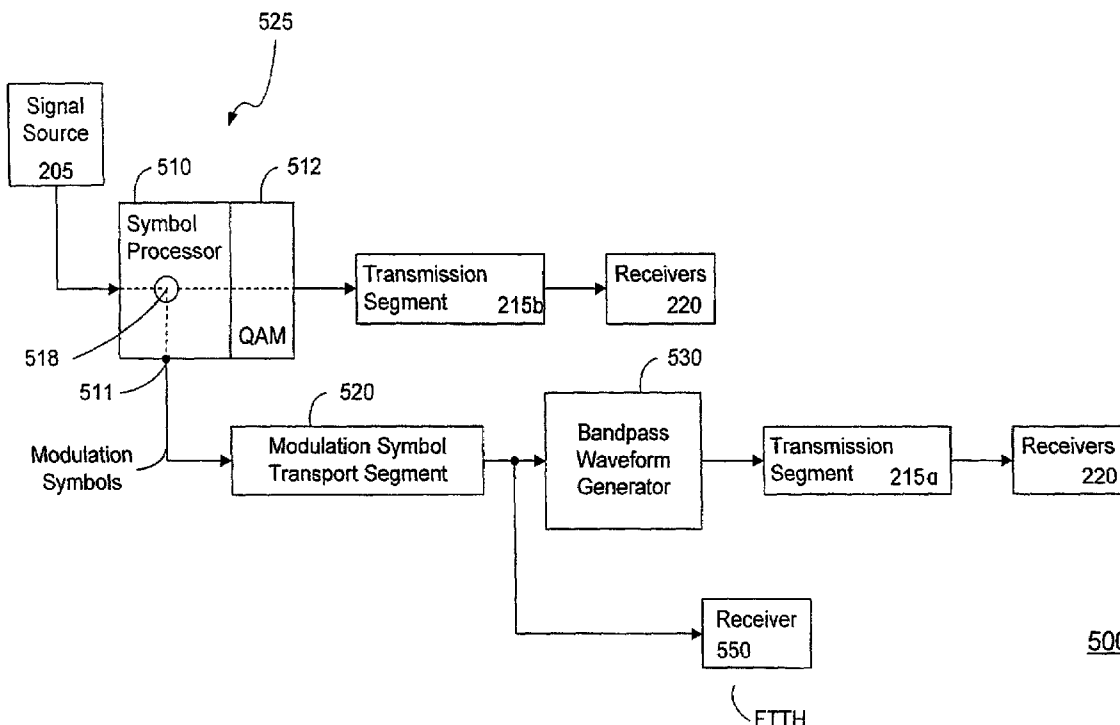 525
Signal
Source
205
510
512
Symbol
Processor
QAM
Transmission
Segment 215b
Receivers
220
518
511
520
530
Modulation
Symbols
Modulation Symbol
Transport Segment
Bandpass
Waveform
Generator
Transmission
Segment 215a
Receivers
220
Receiver
550
500
FTTH